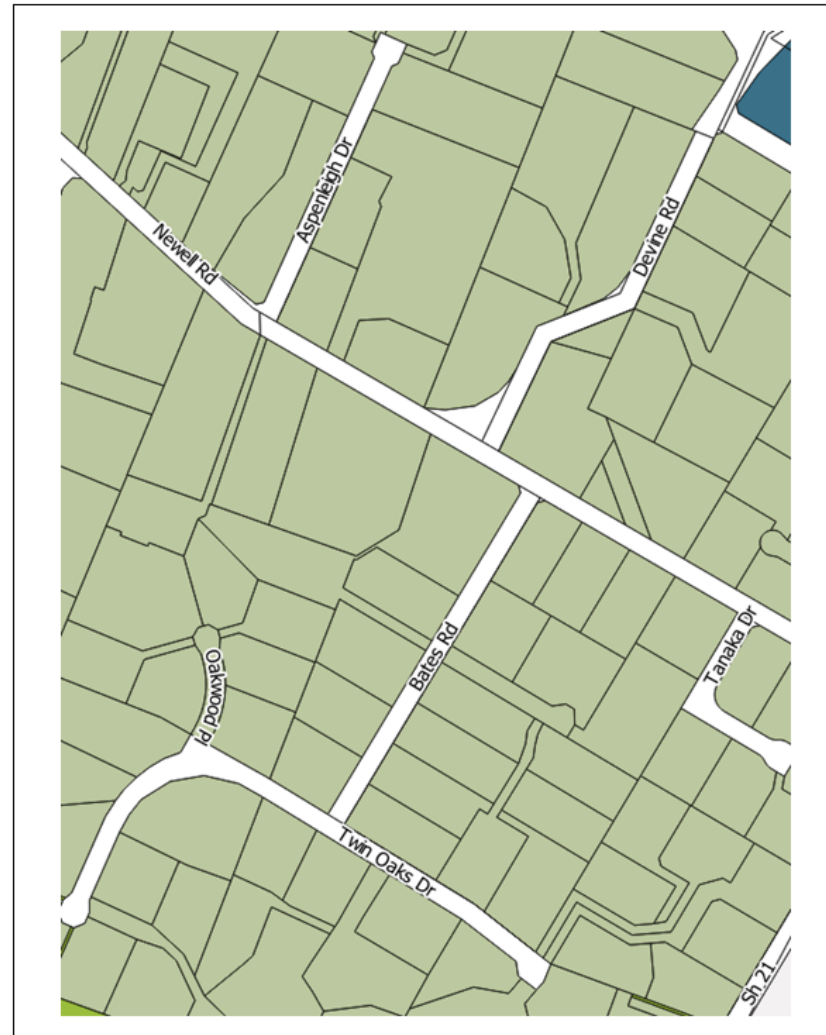 Aspenleigh Dr
Devine Rd
Newell Rd
Bates Rd
Tanaka Dr
Oakwood Pl
Twin Oaks Dr
Sh 21